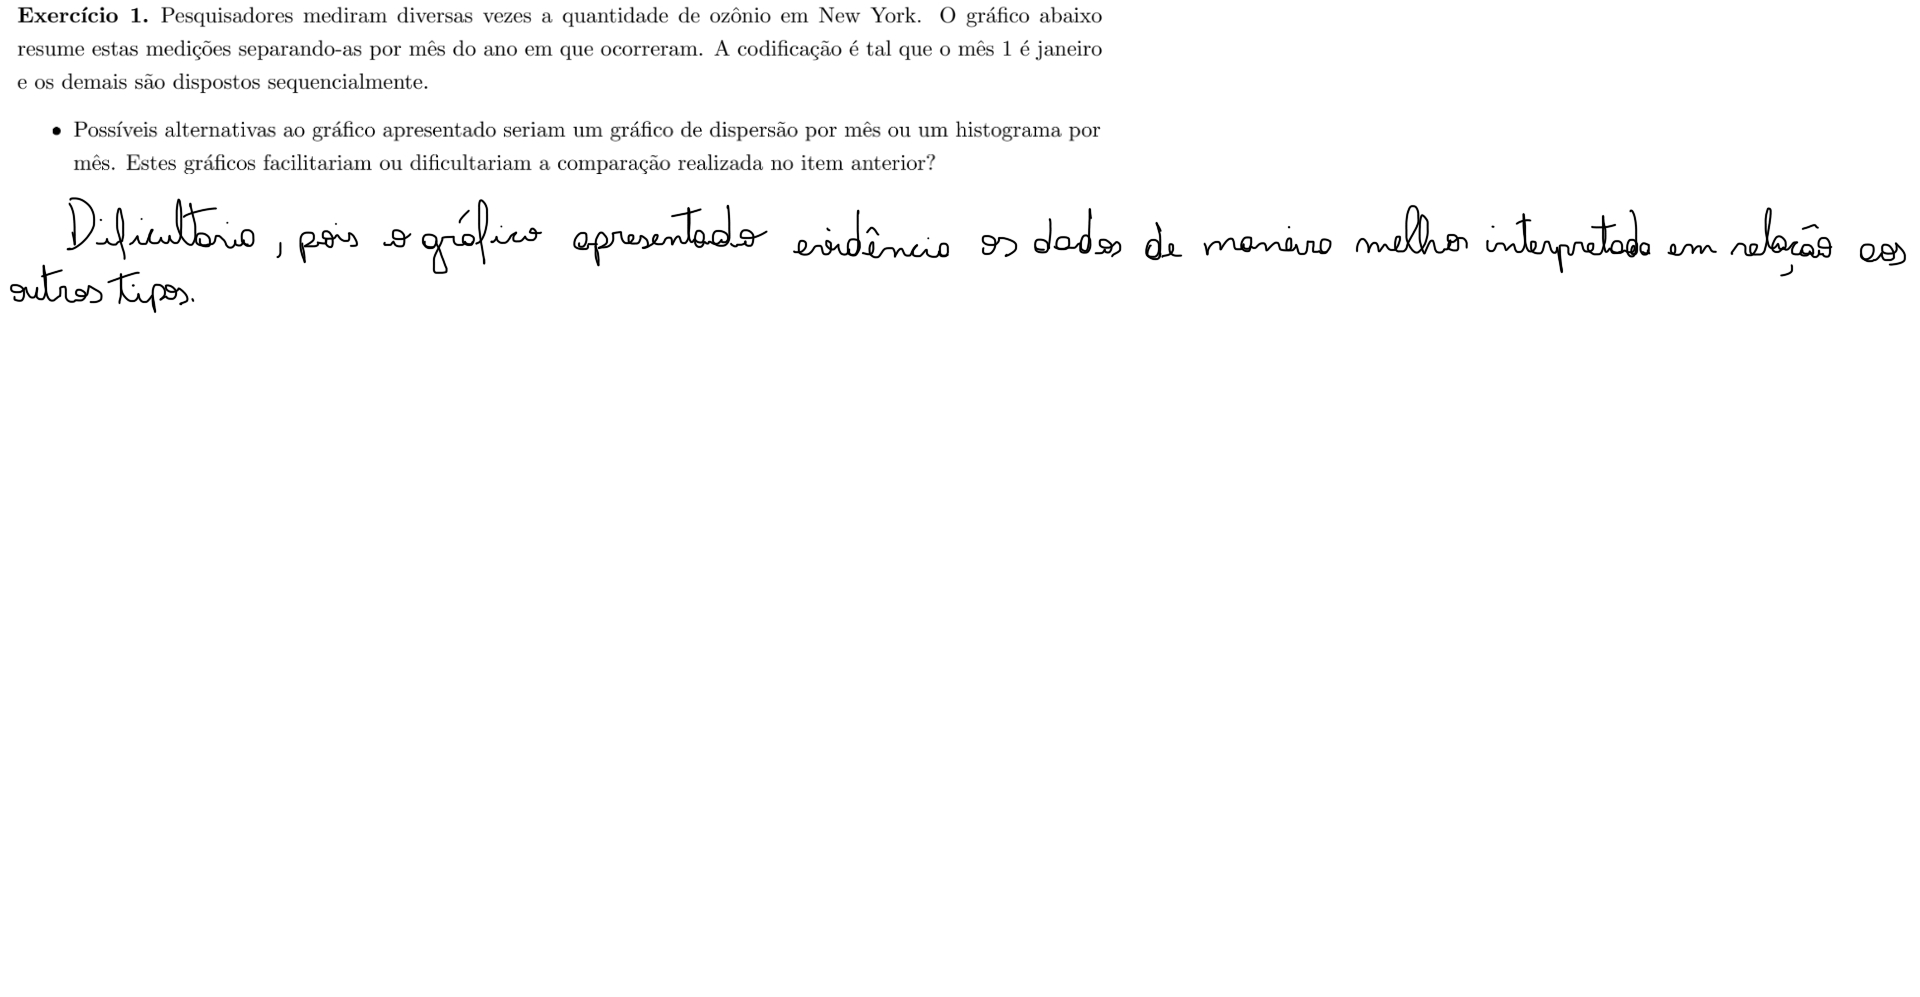 Exercício 1. Pesquisadores mediram diversas vezes a quantidade de ozônio em New York. O gráfico abaixo
resume estas medições separando-as por mês do ano em que ocorreram. A codificação é tal que o mês 1 é janeiro
e os demais são dispostos sequencialmente.
• Possíveis alternativas ao gráfico apresentado seriam um gráfico de dispersão por mês ou um histograma por
mês. Estes gráficos facilitariam ou dificultariam a comparação realizada no item anterior?
Dificultaria, pois o gráfico apresentado evidência os dados de maneira melhor interpretada em relação aos
outros tipos.